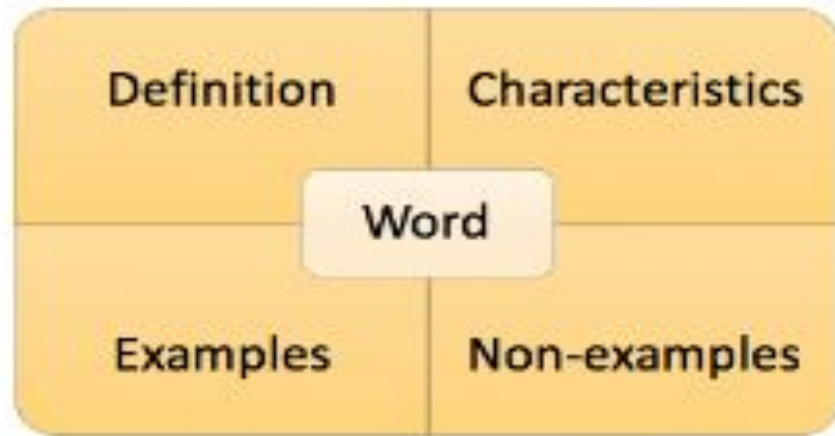 Definition
Characteristics
Word
Examples
Non-examples